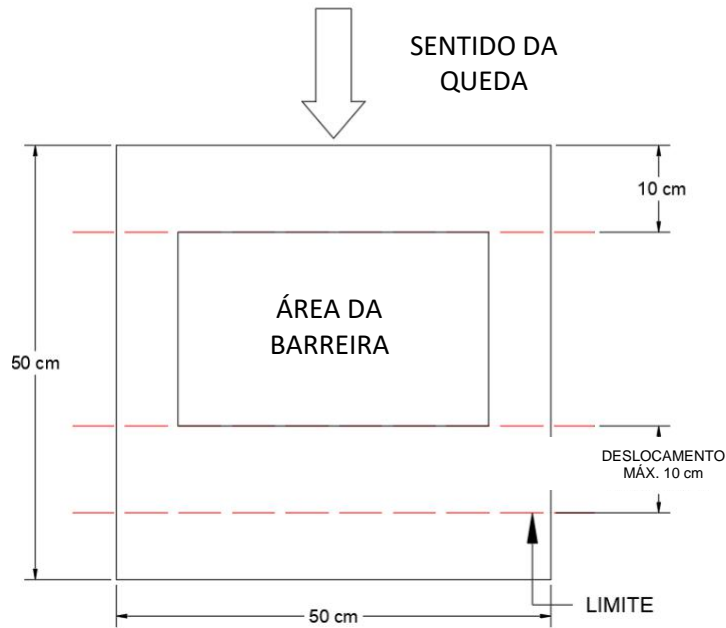 SENTIDO DA
QUEDA
10 cm
ÁREA DA
BARREIRA
50 cm
DESLOCAMENTO
MÁX. 10 cm
LIMITE
50 cm